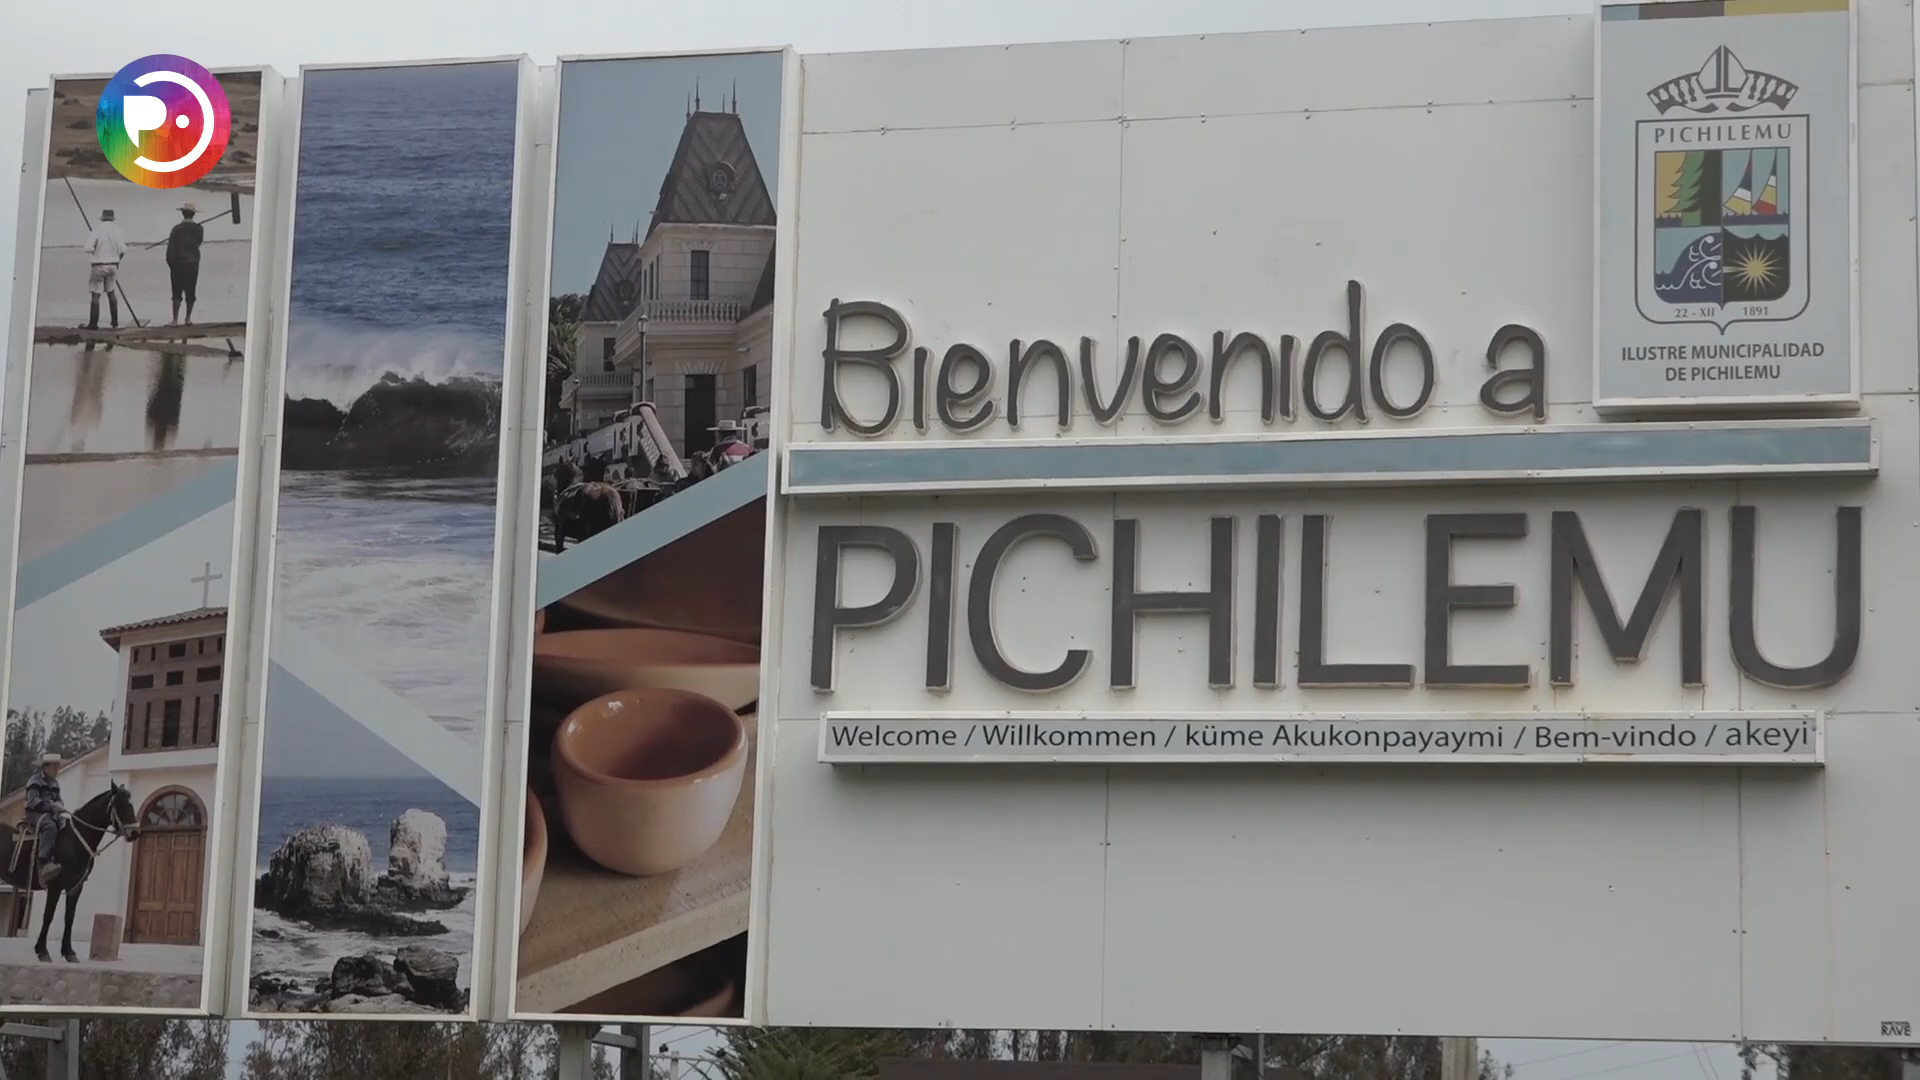 PICHILEMU
22 - XII 1891
ILUSTRE MUNICIPALIDAD
DE PICHILEMU
Bienvenido a
PICHILEMU
Welcome / Willkommen / küme Akukonpayaymi / Bem-vindo / akeyi
RAVE